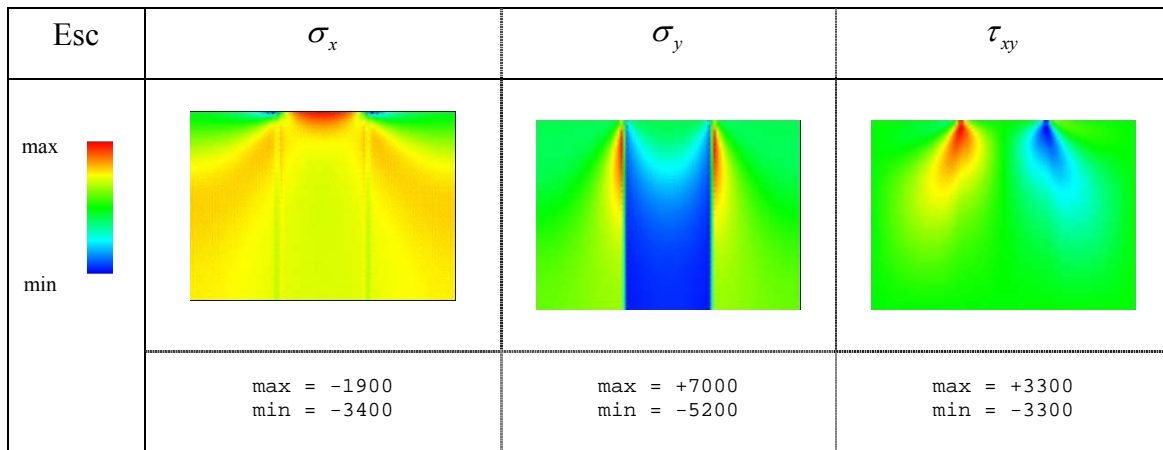 Esc σx σy τxy
max
min
max = -1900 max = +7000 max = +3300
min = -3400 min = -5200 min = -3300